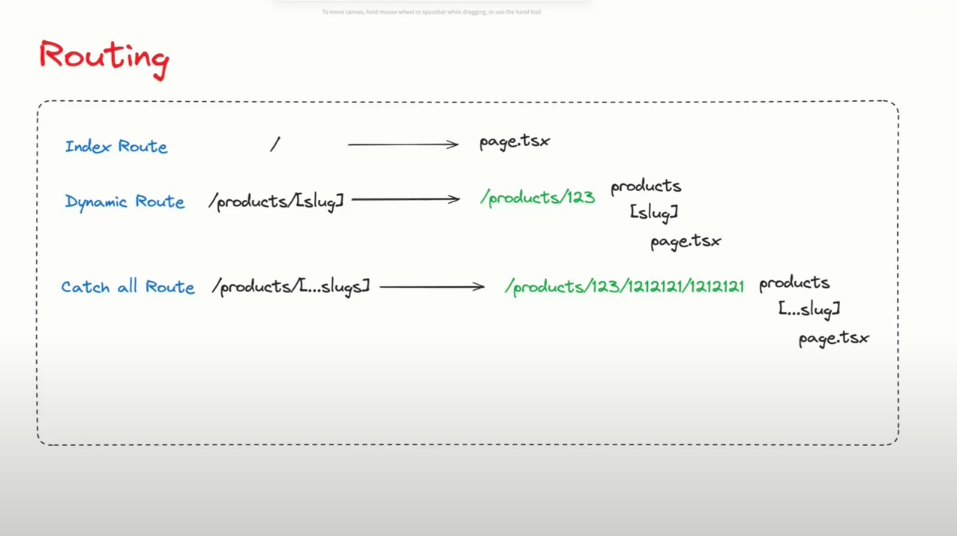 To move canvas, hold mouse wheel or spacebar while dragging, or use the hand tool
Routing
Index Route / page.tsx
Dynamic Route /products/[slug] /products/123 products
[slug]
page.tsx
Catch all Route /products/[...slugs] /products/123/1212121/1212121 products
[...slug]
page.tsx